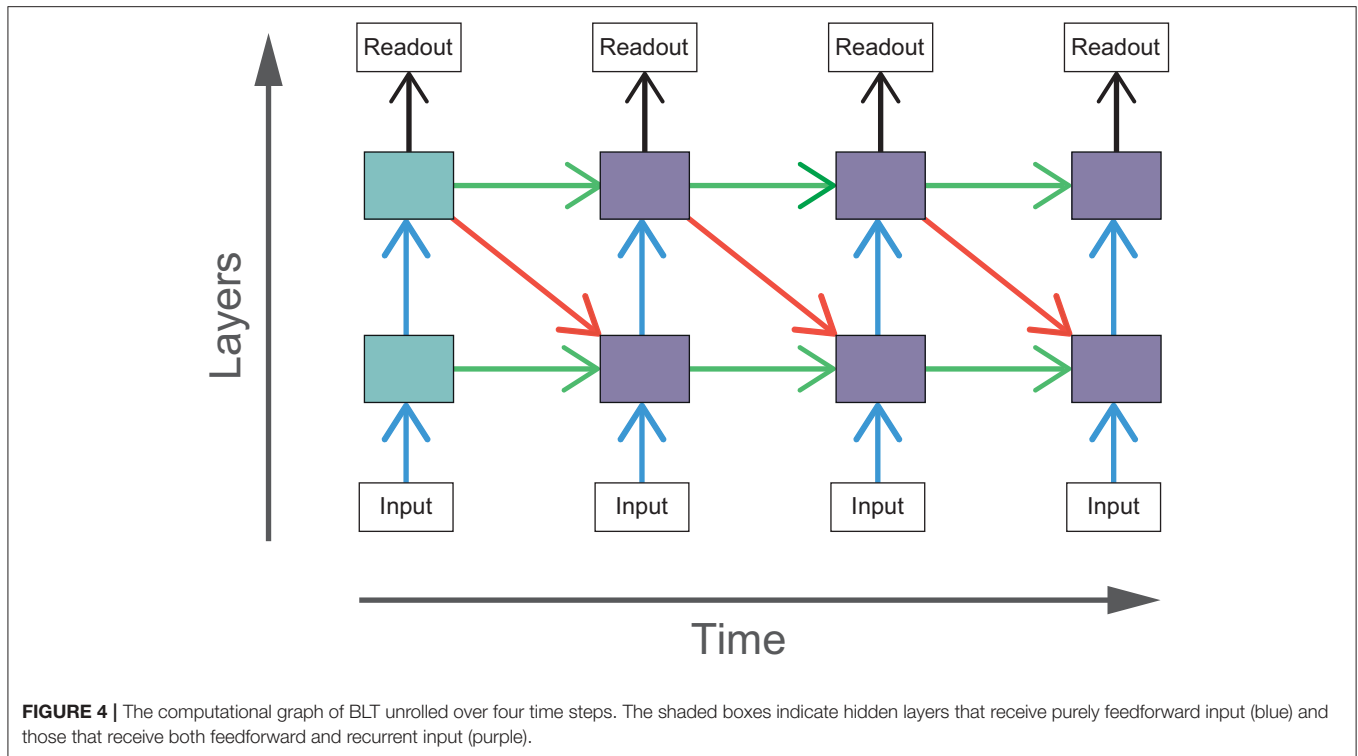 Readout Readout Readout Readout
Layers
Input Input Input Input
Time
FIGURE 4 | The computational graph of BLT unrolled over four time steps. The shaded boxes indicate hidden layers that receive purely feedforward input (blue) and
those that receive both feedforward and recurrent input (purple).